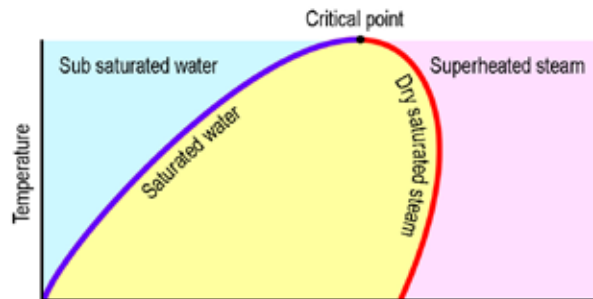 Critical point
Sub saturated water
Superheated steam
Saturated water
Dry saturated steam
Temperature